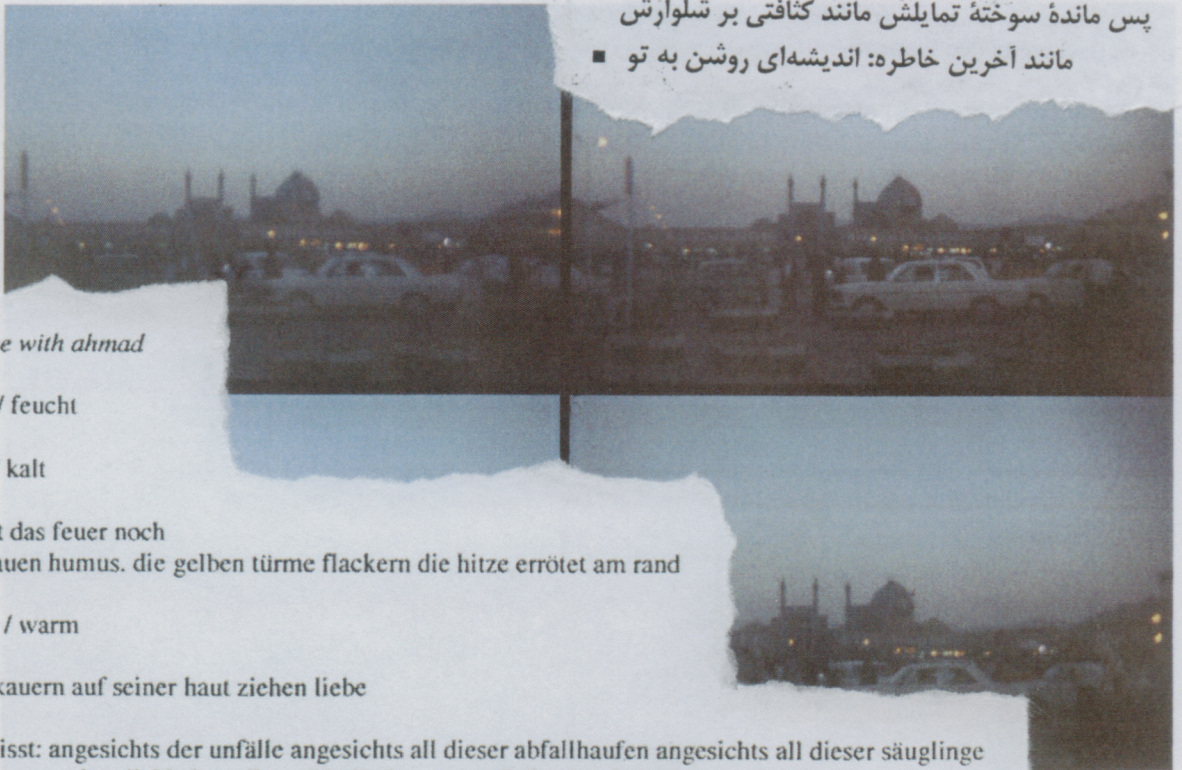 پس ماندهٔ سوختهٔ تمایلش مانند کثافتی بر شلوارش
مانند آخرین خاطره: اندیشه‌ای روشن به تو ■
e with ahmad
/ feucht
kalt
t das feuer noch
uen humus. die gelben türme flackern die hitze errötet am rand
/ warm
kauern auf seiner haut ziehen liebe
isst: angesichts der unfälle angesichts all dieser abfallhaufen angesichts all dieser säuglinge